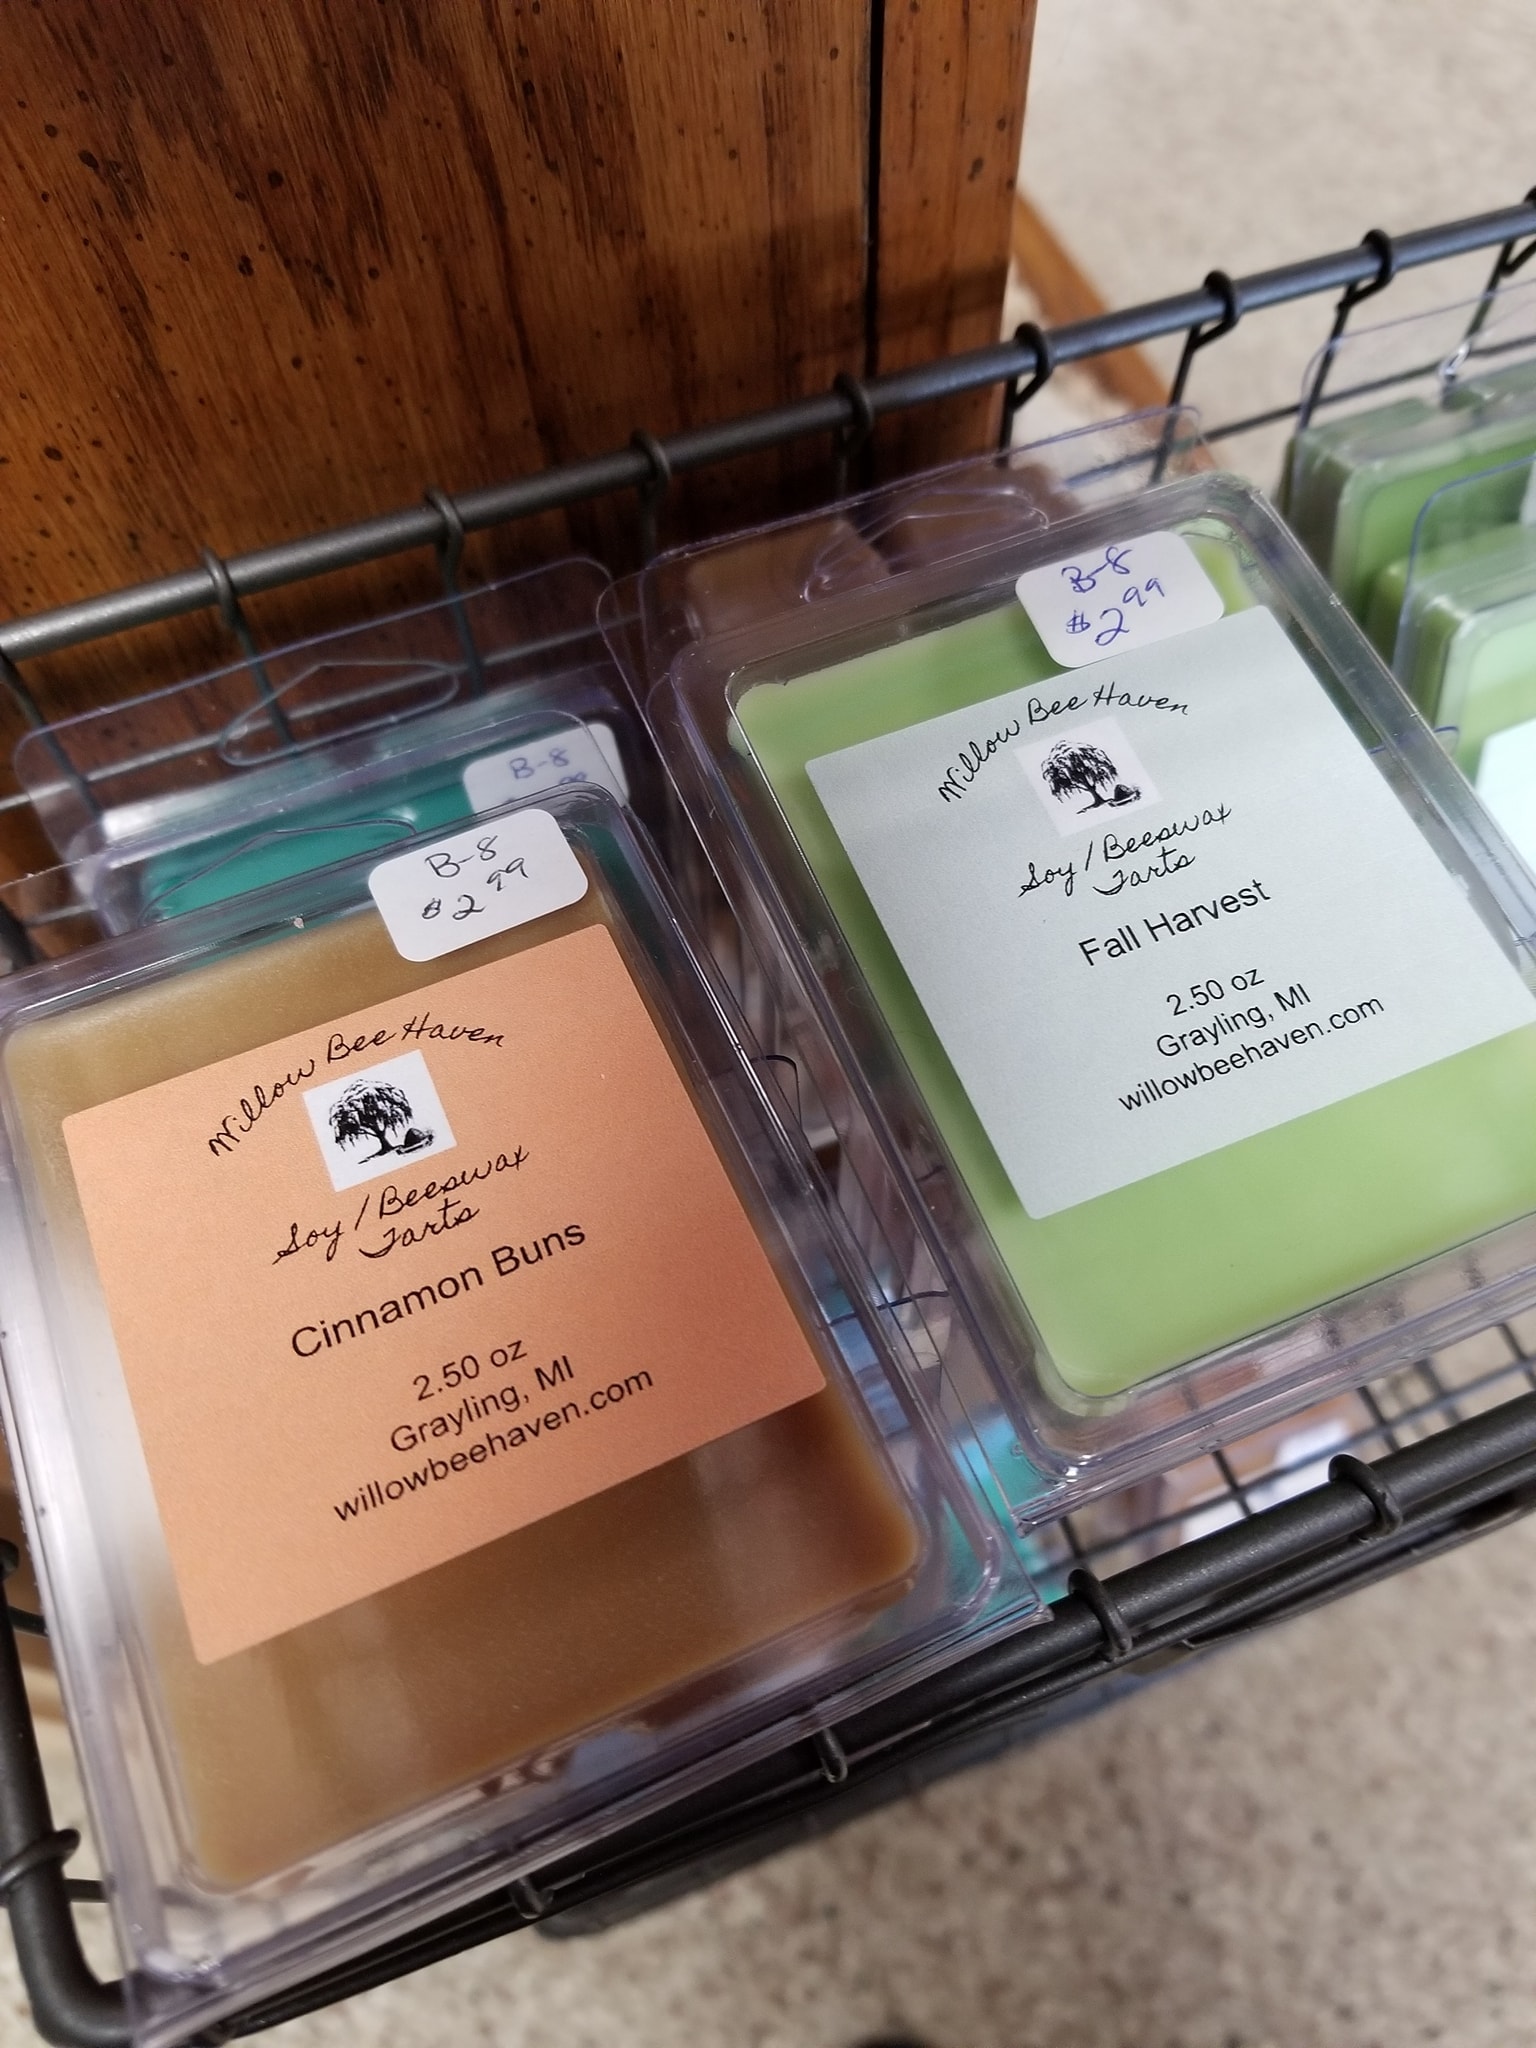 B-8
B-8
$2.99
Willow Bee Haven
Soy / Beeswax
Tarts
Cinnamon Buns
2.50 oz
Grayling, MI
willowbeehaven.com
B-8
$2.99
Willow Bee Haven
Soy / Beeswax
Tarts
Fall Harvest
2.50 oz
Grayling, MI
willowbeehaven.com